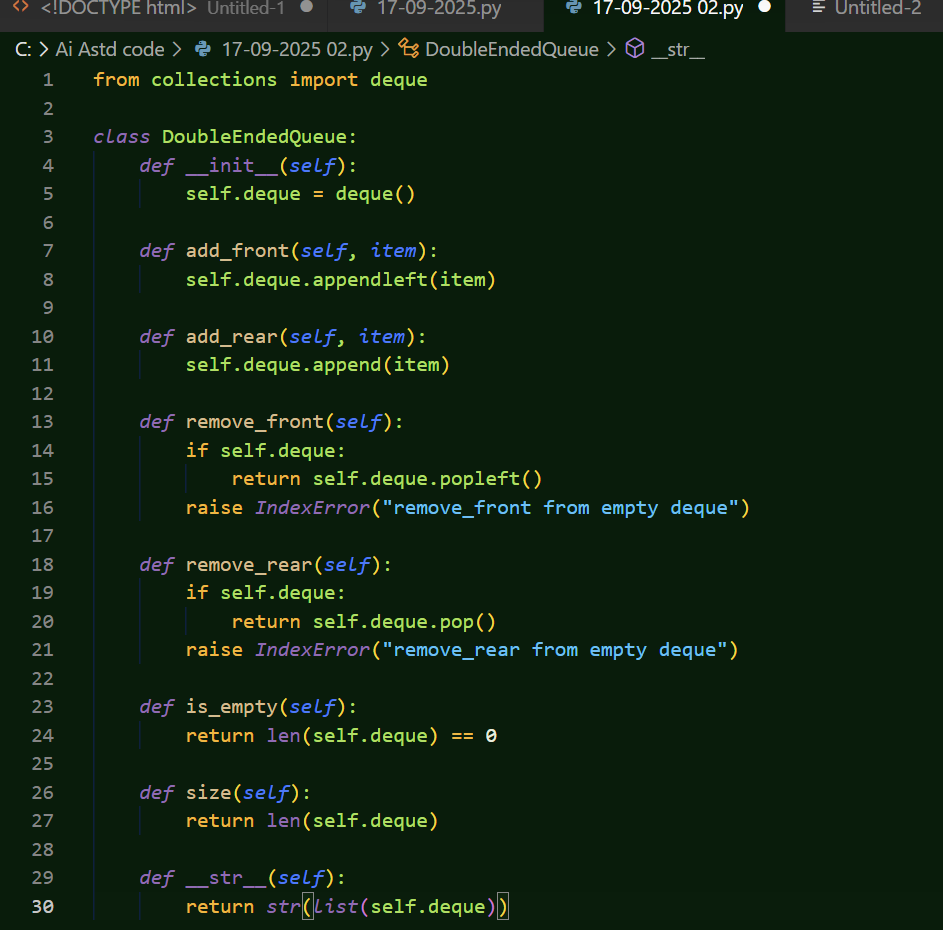 <!DOCTYPE html> Untitled-1 17-09-2025.py 17-09-2025 02.py Untitled-2
C: > Ai Astd code > 17-09-2025 02.py > DoubleEndedQueue > __str__
1 from collections import deque
2
3 class DoubleEndedQueue:
4     def __init__(self):
5         self.deque = deque()
6
7     def add_front(self, item):
8         self.deque.appendleft(item)
9
10     def add_rear(self, item):
11         self.deque.append(item)
12
13     def remove_front(self):
14         if self.deque:
15             return self.deque.popleft()
16         raise IndexError("remove_front from empty deque")
17
18     def remove_rear(self):
19         if self.deque:
20             return self.deque.pop()
21         raise IndexError("remove_rear from empty deque")
22
23     def is_empty(self):
24         return len(self.deque) == 0
25
26     def size(self):
27         return len(self.deque)
28
29     def __str__(self):
30         return str(list(self.deque))